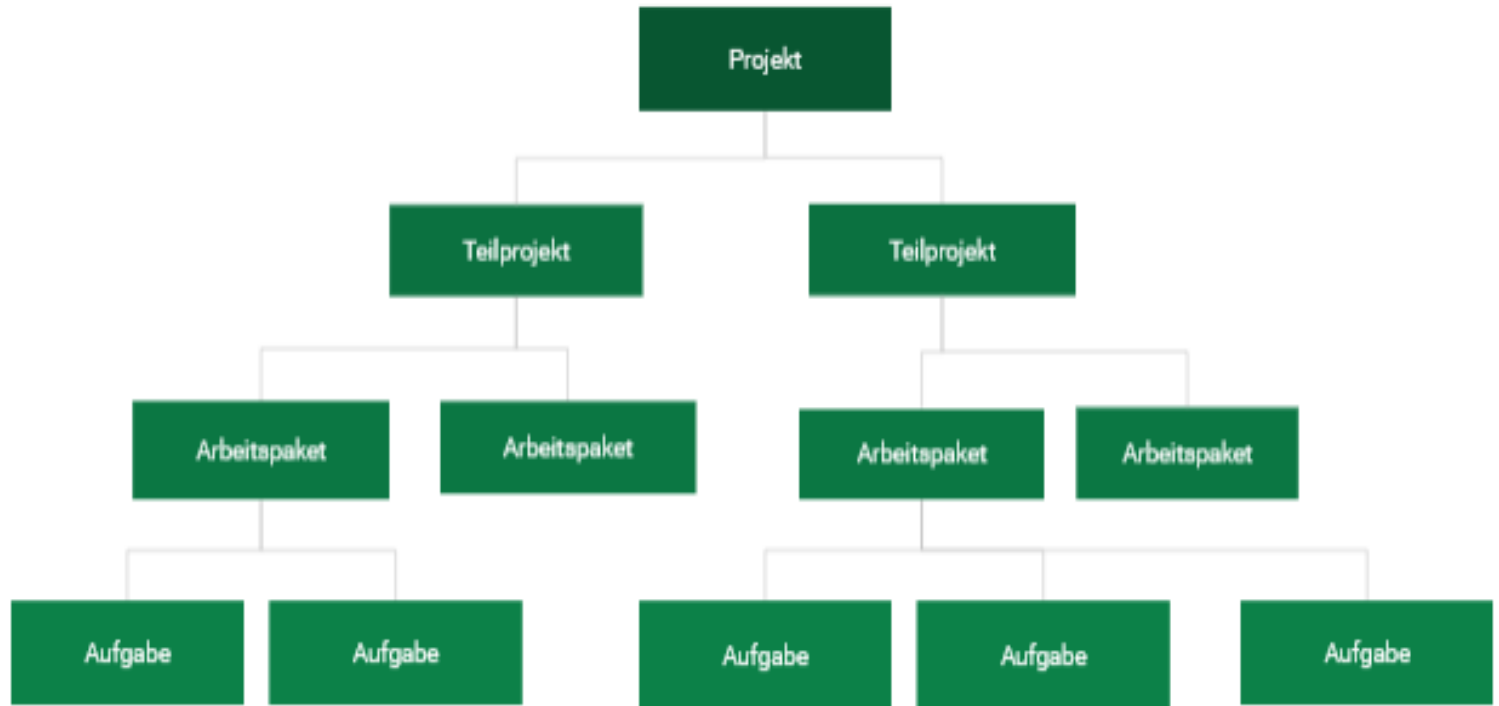 Projekt
Teilprojekt
Teilprojekt
Arbeitspaket
Arbeitspaket
Arbeitspaket
Arbeitspaket
Aufgabe
Aufgabe
Aufgabe
Aufgabe
Aufgabe